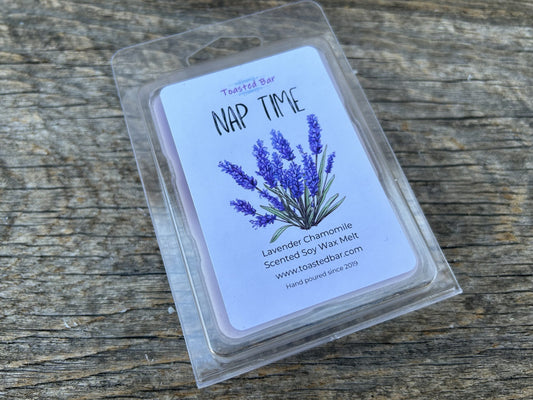 Toasted Bar
NAP TIME
Lavender Chamomile
Scented Soy Wax Melt
www.toastedbar.com
Hand poured since 2019